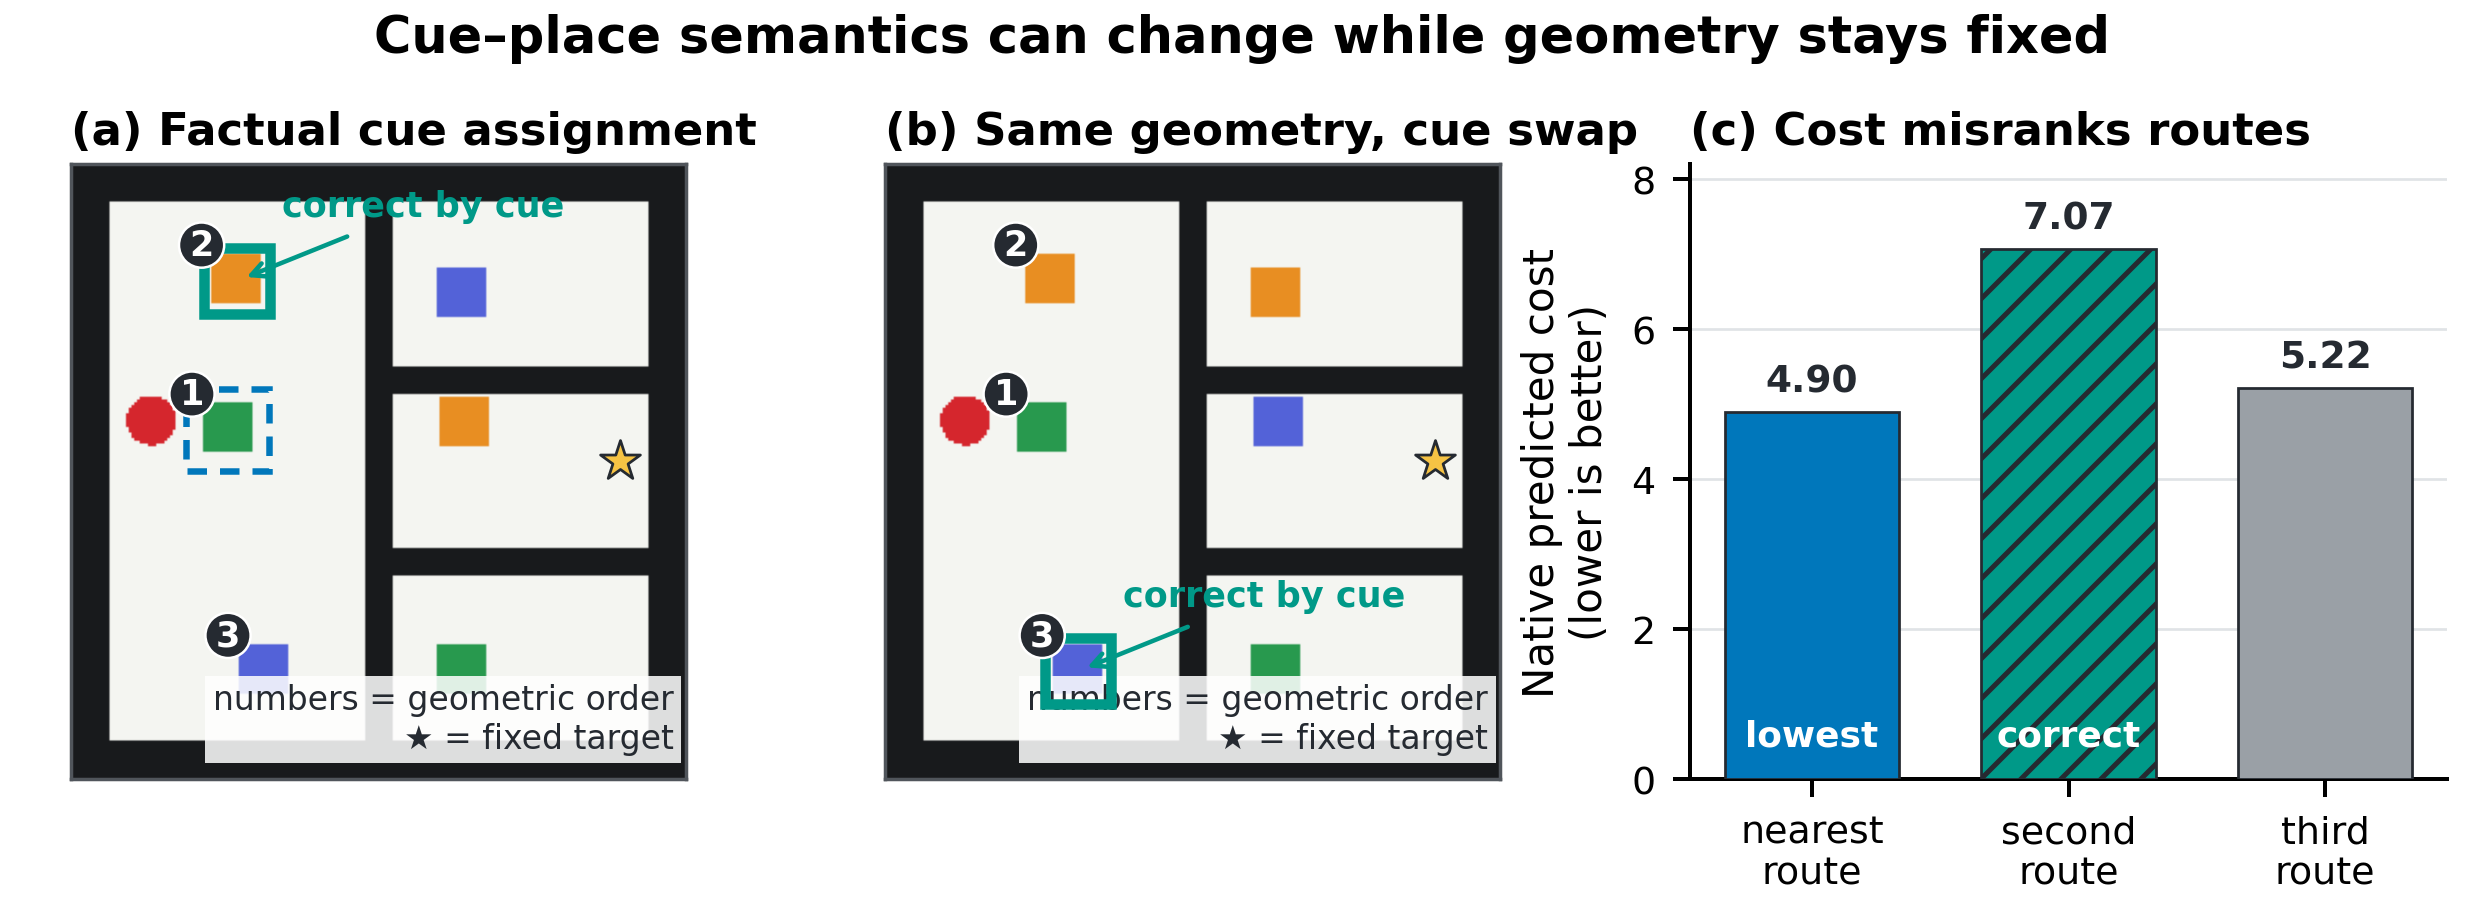 Cue–place semantics can change while geometry stays fixed
(a) Factual cue assignment
correct by cue
2
1
3
numbers = geometric order
★ = fixed target
(b) Same geometry, cue swap
2
1
correct by cue
3
numbers = geometric order
★ = fixed target
(c) Cost misranks routes
Native predicted cost
(lower is better)
8
6
4
2
0
4.90
7.07
5.22
lowest
correct
nearest
route
second
route
third
route